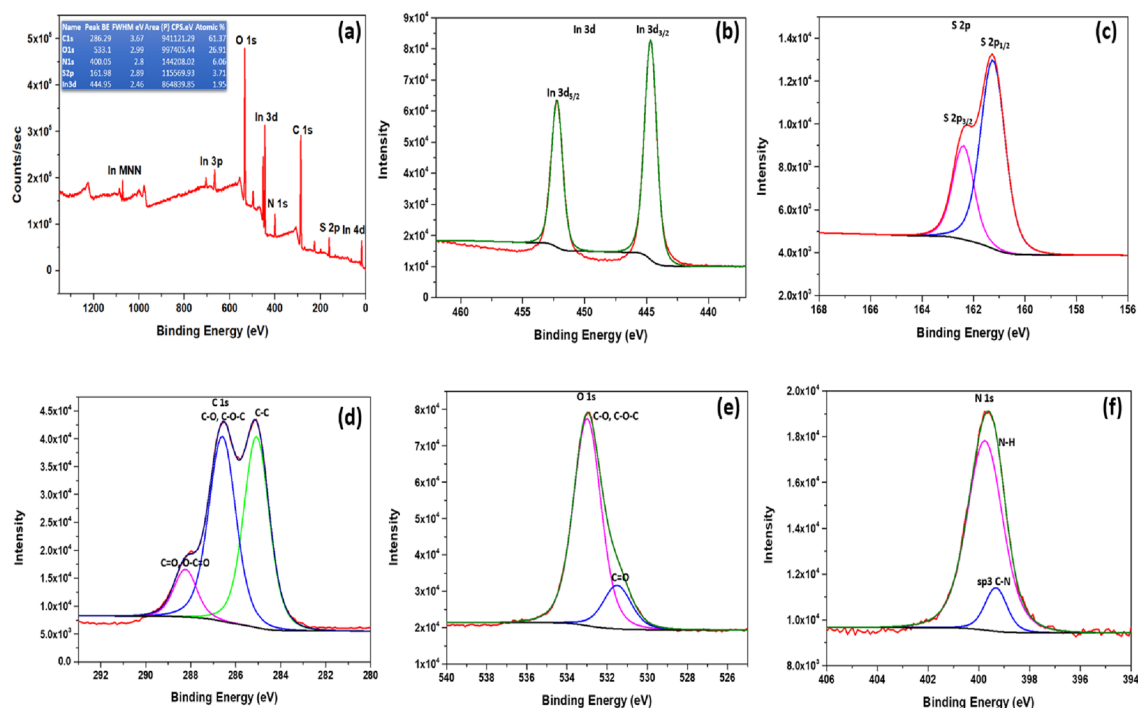 Name Peak BE FWHM eV Area (P) CPS.eV Atomic %
C1s 286.29 3.67 941121.29 61.37
O1s 533.1 2.99 997405.44 26.91
N1s 400.05 2.8 144208.02 6.06
S2p 161.98 2.89 115569.93 3.71
In3d 444.95 2.46 864839.85 1.95
(a)
O 1s
In 3d
C 1s
In MNN
In 3p
N 1s
S 2p In 4d
5x10⁵
4x10⁵
3x10⁵
2x10⁵
1x10⁵
0
Counts/sec
1200 1000 800 600 400 200 0
Binding Energy (eV)
(b)
In 3d
In 3d₃/₂
In 3d₅/₂
9x10⁴
8x10⁴
7x10⁴
6x10⁴
5x10⁴
4x10⁴
3x10⁴
2x10⁴
1x10⁴
0
Intensity
460 455 450 445 440
Binding Energy (eV)
(c)
S 2p
S 2p₁/₂
S 2p₃/₂
1.4x10⁴
1.2x10⁴
1.0x10⁴
8.0x10³
6.0x10³
4.0x10³
2.0x10³
Intensity
168 166 164 162 160 158 156
Binding Energy (eV)
(d)
C 1s
C-O, C-O-C
C-C
C=O, O-C=O
4.5x10⁴
4.0x10⁴
3.5x10⁴
3.0x10⁴
2.5x10⁴
2.0x10⁴
1.5x10⁴
1.0x10⁴
5.0x10³
0.0
Intensity
292 290 288 286 284 282 280
Binding Energy (eV)
(e)
O 1s
C-O, C-O-C
C=O
8x10⁴
7x10⁴
6x10⁴
5x10⁴
4x10⁴
3x10⁴
2x10⁴
1x10⁴
Intensity
540 538 536 534 532 530 528 526
Binding Energy (eV)
(f)
N 1s
N-H
sp3 C-N
2.0x10⁴
1.8x10⁴
1.6x10⁴
1.4x10⁴
1.2x10⁴
1.0x10⁴
8.0x10³
Intensity
406 404 402 400 398 396 394
Binding Energy (eV)